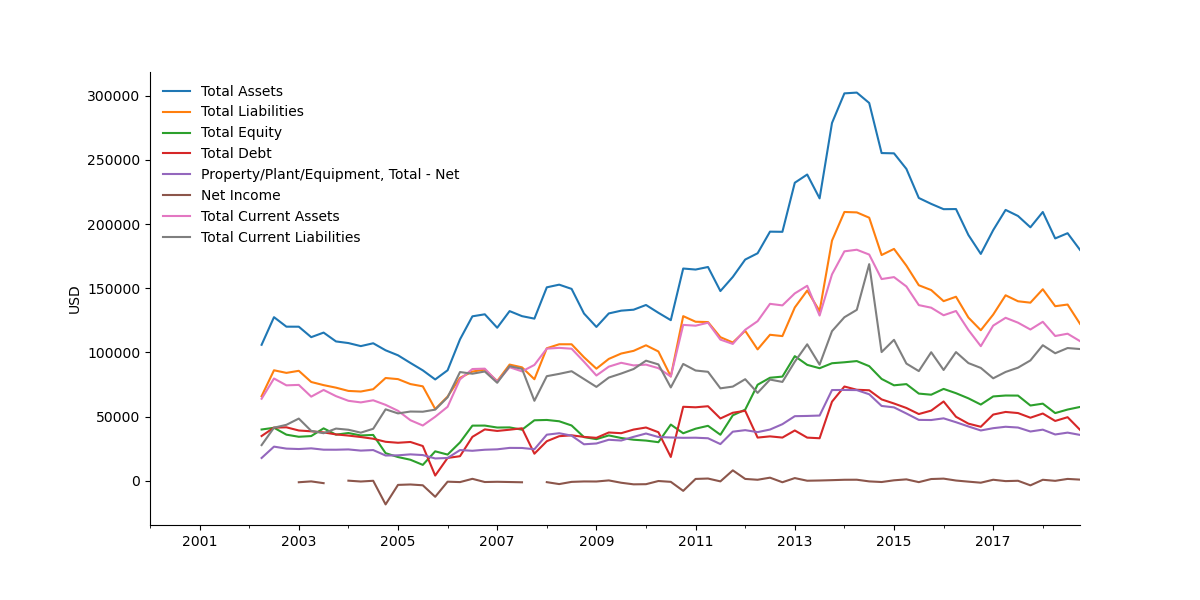 300000
250000
200000
150000
100000
50000
0
USD
Total Assets
Total Liabilities
Total Equity
Total Debt
Property/Plant/Equipment, Total - Net
Net Income
Total Current Assets
Total Current Liabilities
2001 2003 2005 2007 2009 2011 2013 2015 2017